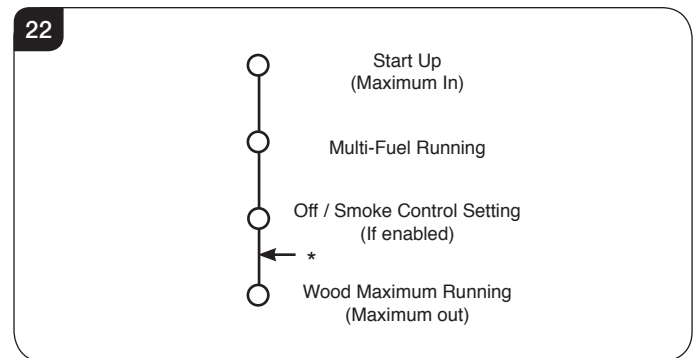 22
Start Up
(Maximum In)
Multi-Fuel Running
Off / Smoke Control Setting
(If enabled)
*
Wood Maximum Running
(Maximum out)